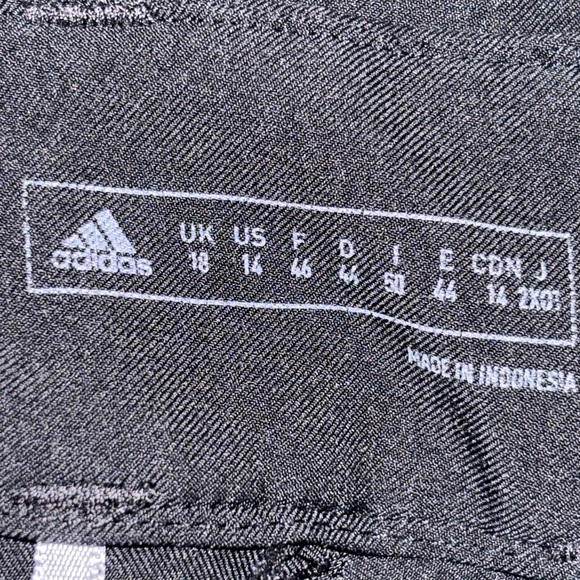 adidas
UK US F D I E CDN J
18 14 46 44 50 44 14 2XOT
MADE IN INDONESIA